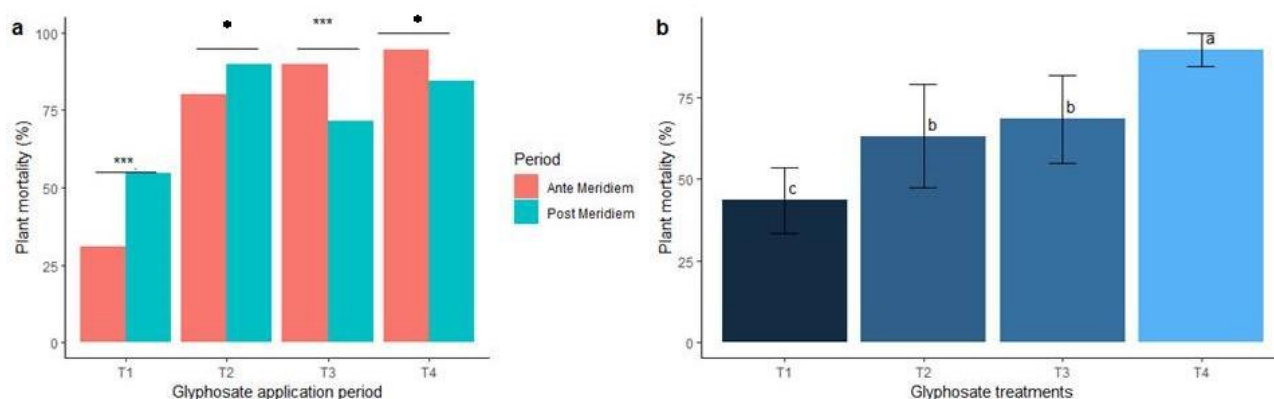 a
100
75
50
25
0
Plant mortality (%)
***
•
***
•
T1 T2 T3 T4
Glyphosate application period
Period
Ante Meridiem
Post Meridiem
b
75
50
25
0
Plant mortality (%)
c
b
b
a
T1 T2 T3 T4
Glyphosate treatments